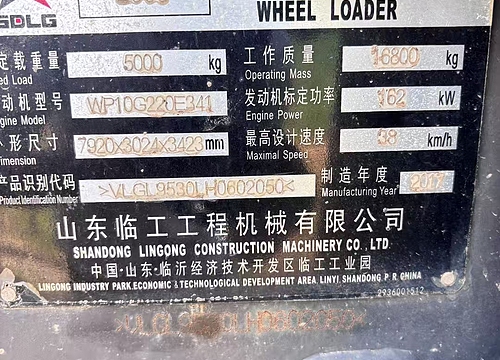 SDLG
WHEEL LOADER
定载重量 5000 kg 工作质量 16800 kg
ed Load Operating Mass
动机型号 WP10G220E341 发动机标定功率 162 kW
ngine Model Engine Power
形尺寸 7920x3024x3423 mm 最高设计速度 38 km/h
imension Maximal Speed
产品识别代码 >VLGL9530LH0602050< 制造年度
Product Identification Number Manufacturing Year 2017
山东临工工程机械有限公司
SHANDONG LINGONG CONSTRUCTION MACHINERY CO.,LTD
中国·山东·临沂经济技术开发区临工工业园
LINGONG INDUSTRY PARK.ECONOMIC & TECHNOLOGICAL DEVELOPMENT AREA LINYI SHANDONG P.R.CHINA
2936001512